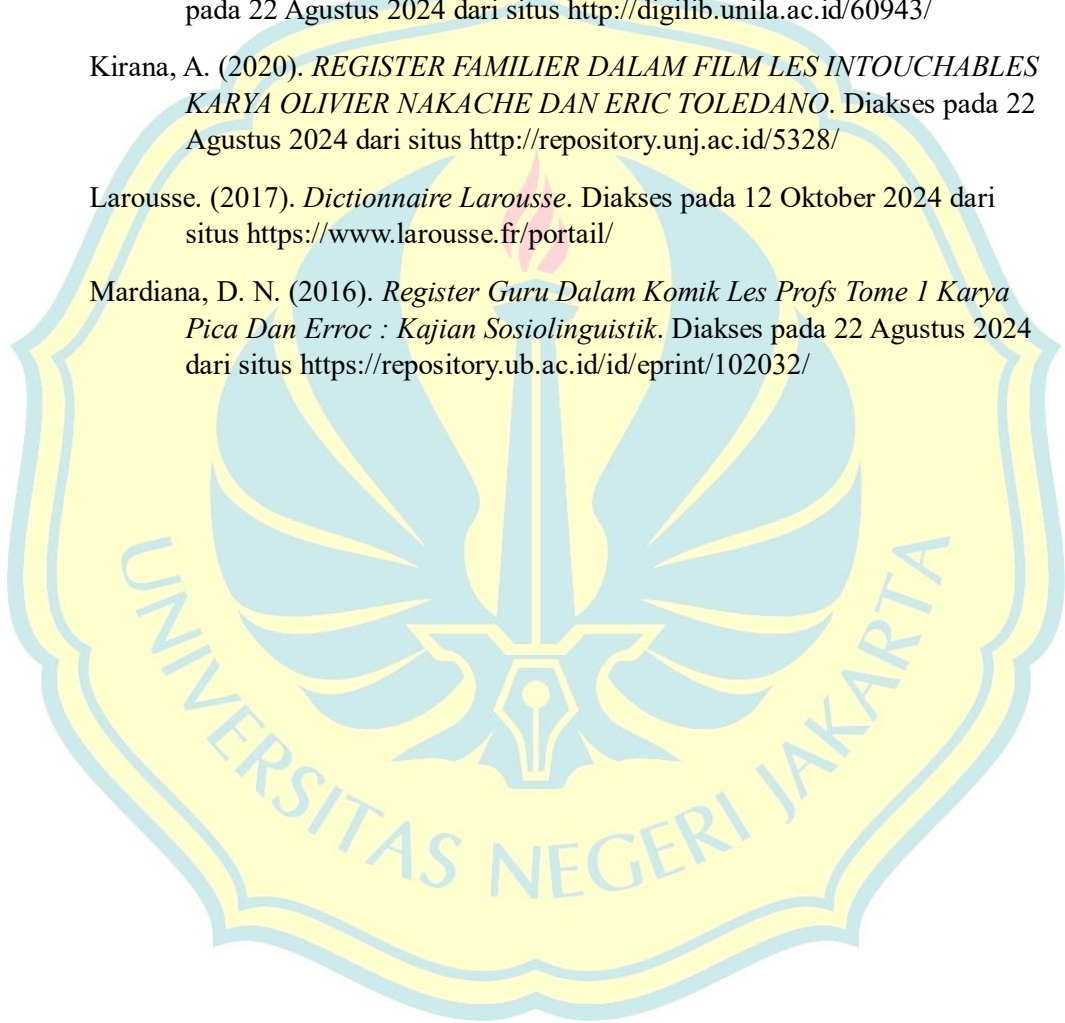 pada 22 Agustus 2024 dari situs http://digilib.unila.ac.id/60943/
Kirana, A. (2020). REGISTER FAMILIER DALAM FILM LES INTOUCHABLES
KARYA OLIVIER NAKACHE DAN ERIC TOLEDANO. Diakses pada 22
Agustus 2024 dari situs http://repository.unj.ac.id/5328/
Larousse. (2017). Dictionnaire Larousse. Diakses pada 12 Oktober 2024 dari
situs https://www.larousse.fr/portail/
Mardiana, D. N. (2016). Register Guru Dalam Komik Les Profs Tome 1 Karya
Pica Dan Erroc : Kajian Sosiolinguistik. Diakses pada 22 Agustus 2024
dari situs https://repository.ub.ac.id/id/eprint/102032/
UNIVERSITAS NEGERI JAKARTA